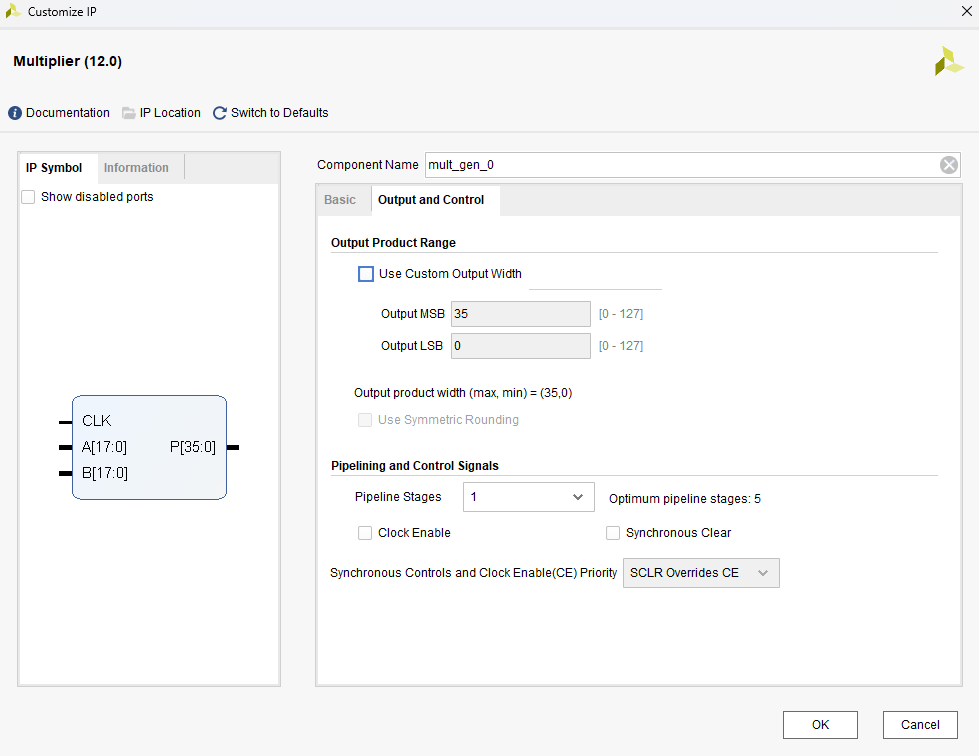 Customize IP
Multiplier (12.0)
Documentation IP Location Switch to Defaults
IP Symbol Information
Show disabled ports
CLK
A[17:0] P[35:0]
B[17:0]
Component Name mult_gen_0
Basic Output and Control
Output Product Range
Use Custom Output Width
Output MSB 35 [0 - 127]
Output LSB 0 [0 - 127]
Output product width (max, min) = (35,0)
Use Symmetric Rounding
Pipelining and Control Signals
Pipeline Stages 1 Optimum pipeline stages: 5
Clock Enable Synchronous Clear
Synchronous Controls and Clock Enable(CE) Priority SCLR Overrides CE
OK Cancel